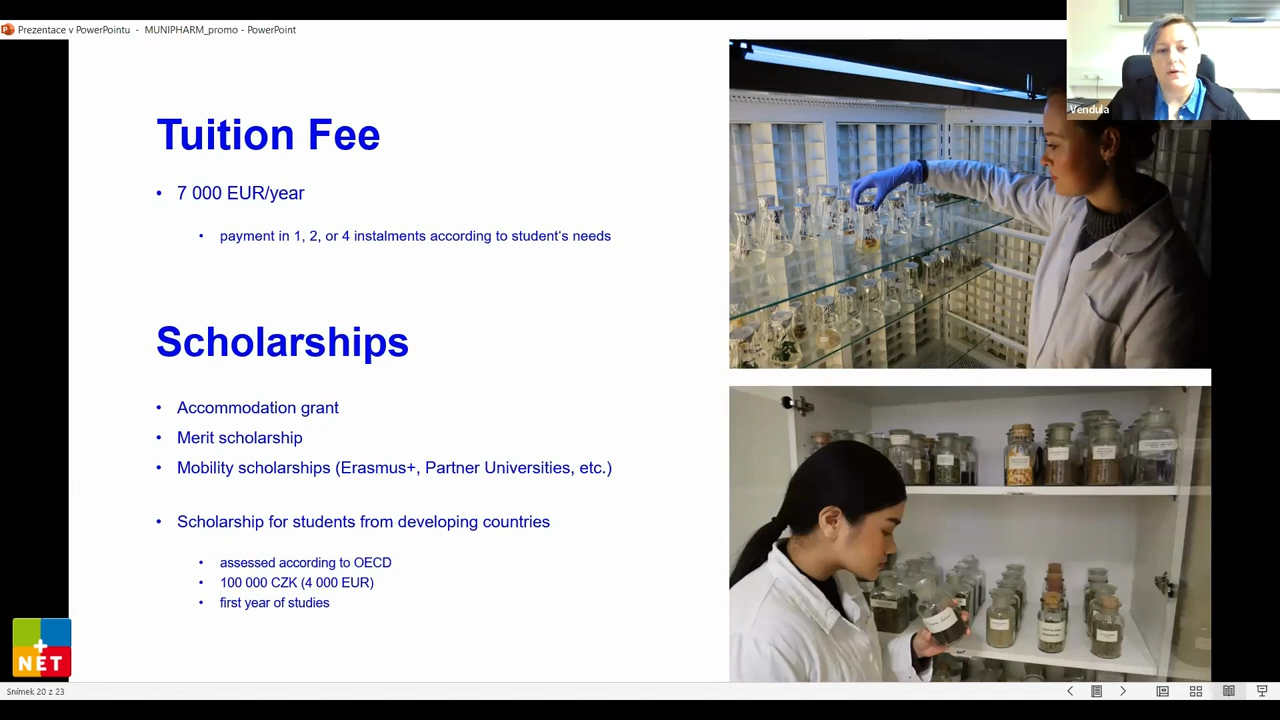 Prezentace v PowerPointu - MUNIPHARM_promo - PowerPoint
Vendula
Tuition Fee
• 7 000 EUR/year
• payment in 1, 2, or 4 instalments according to student's needs
Scholarships
• Accommodation grant
• Merit scholarship
• Mobility scholarships (Erasmus+, Partner Universities, etc.)
• Scholarship for students from developing countries
• assessed according to OECD
• 100 000 CZK (4 000 EUR)
• first year of studies
+
NET
Snímek 20 z 23